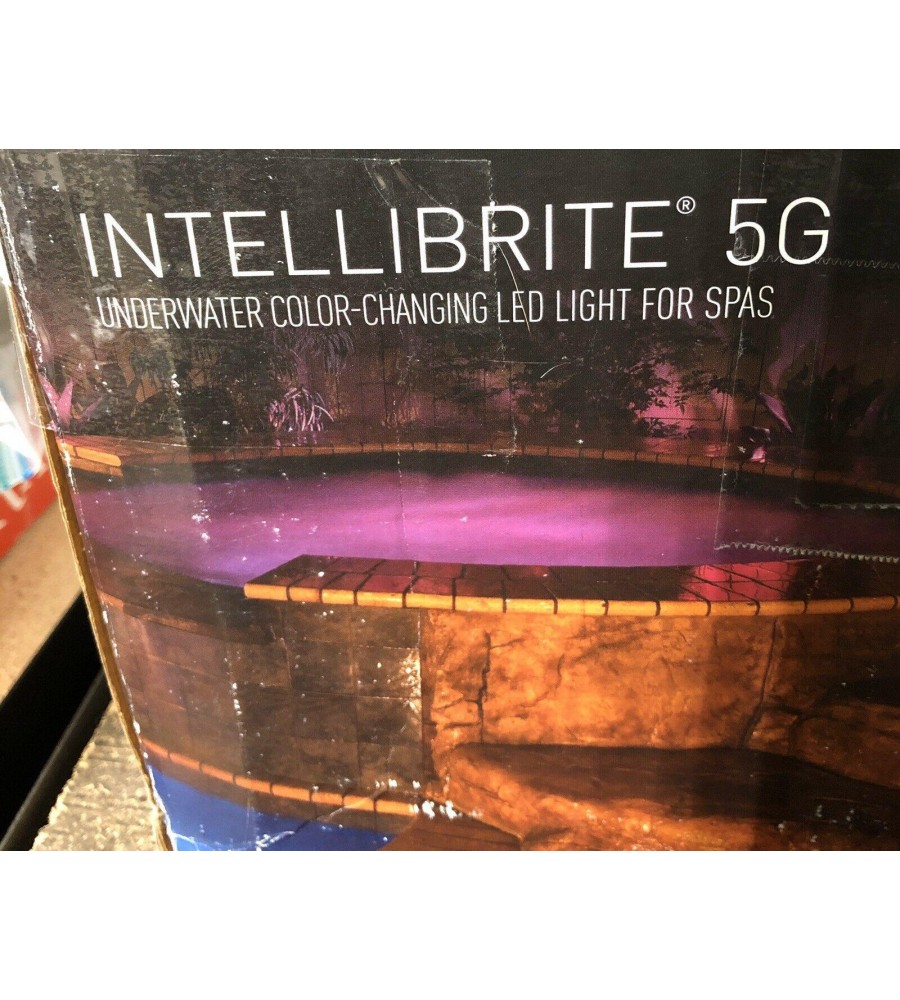 INTELLIBRITE® 5G
UNDERWATER COLOR-CHANGING LED LIGHT FOR SPAS